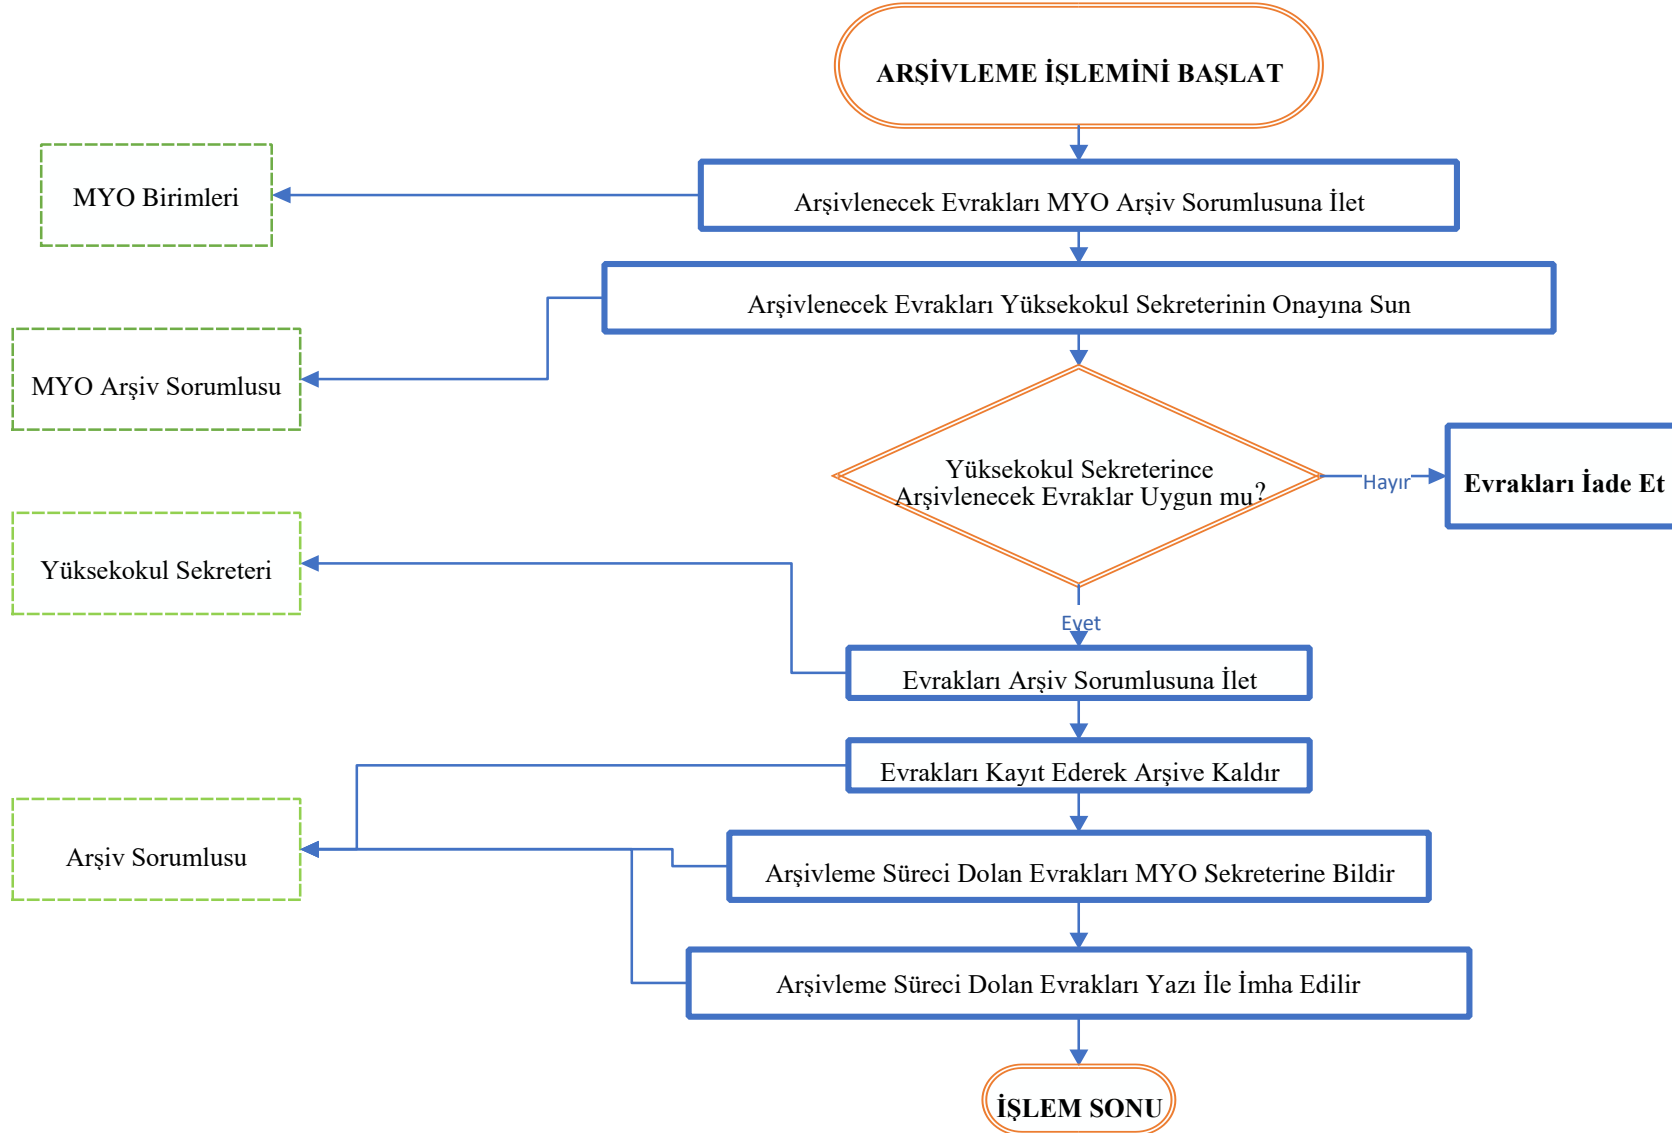 ARŞİVLEME İŞLEMİNİ BAŞLAT
MYO Birimleri
Arşivlenecek Evrakları MYO Arşiv Sorumlusuna İlet
Arşivlenecek Evrakları Yüksekokul Sekreterinin Onayına Sun
MYO Arşiv Sorumlusu
Yüksekokul Sekreterince
Arşivlenecek Evraklar Uygun mu?
Hayır
Evrakları İade Et
Yüksekokul Sekreteri
Evet
Evrakları Arşiv Sorumlusuna İlet
Evrakları Kayıt Ederek Arşive Kaldır
Arşiv Sorumlusu
Arşivleme Süreci Dolan Evrakları MYO Sekreterine Bildir
Arşivleme Süreci Dolan Evrakları Yazı İle İmha Edilir
İŞLEM SONU